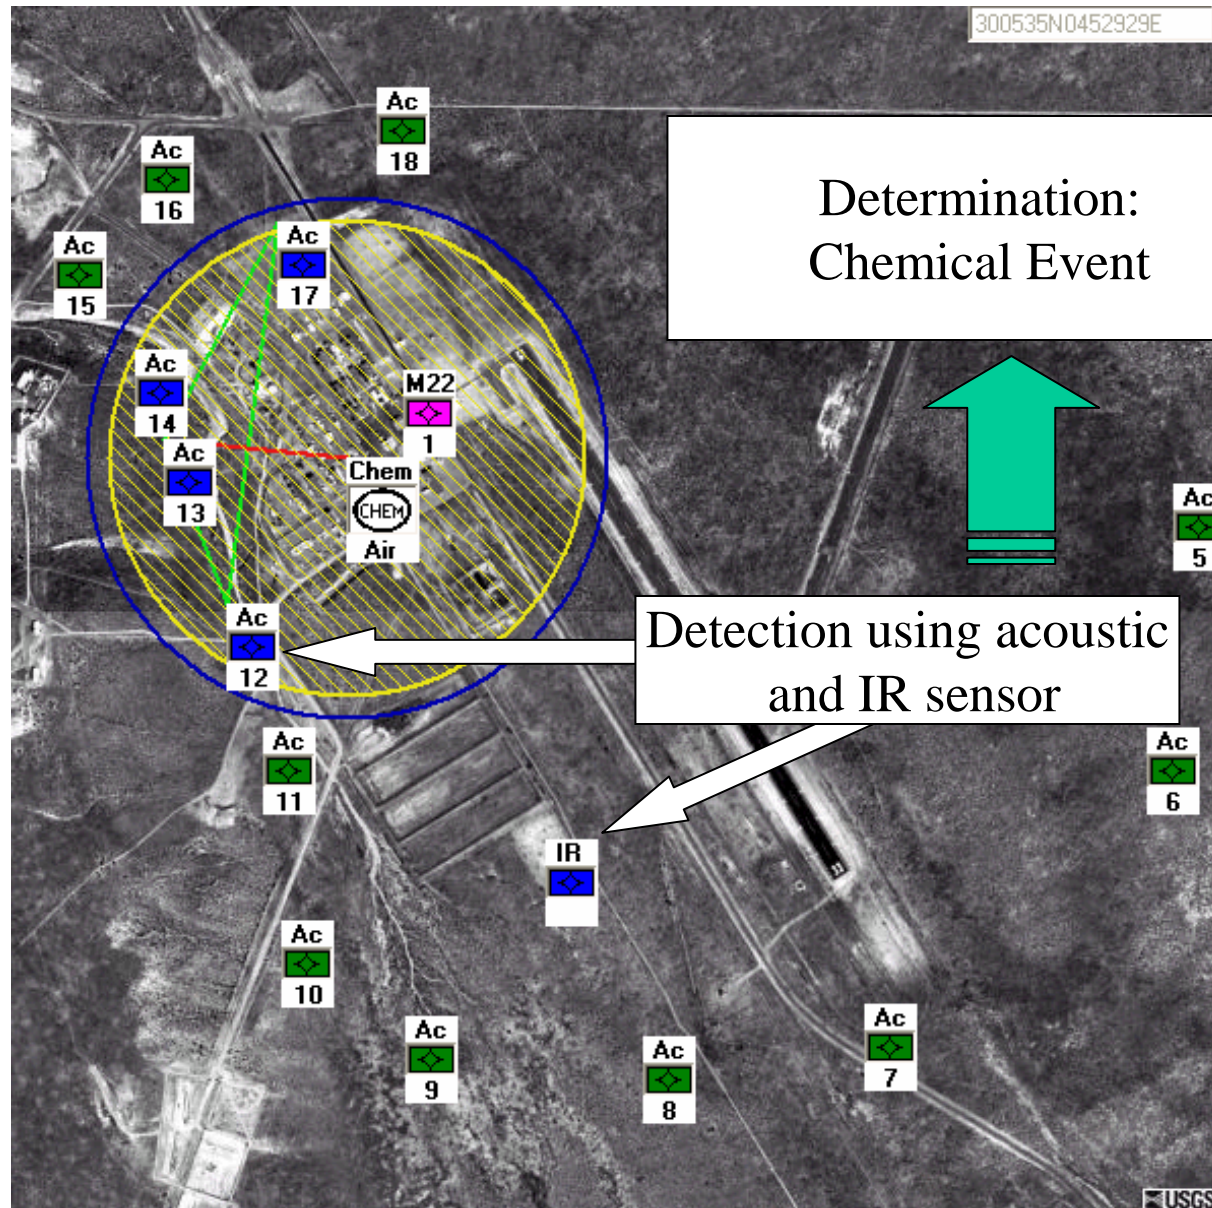 300535N0452929E
Ac
18
Ac
16
Determination:
Chemical Event
Ac
17
Ac
15
Ac
14
M22
1
Ac
13
Chem
CHEM
Air
Ac
5
Ac
12
Detection using acoustic
and IR sensor
Ac
11
Ac
6
IR
Ac
10
Ac
9
Ac
8
Ac
7
USGS